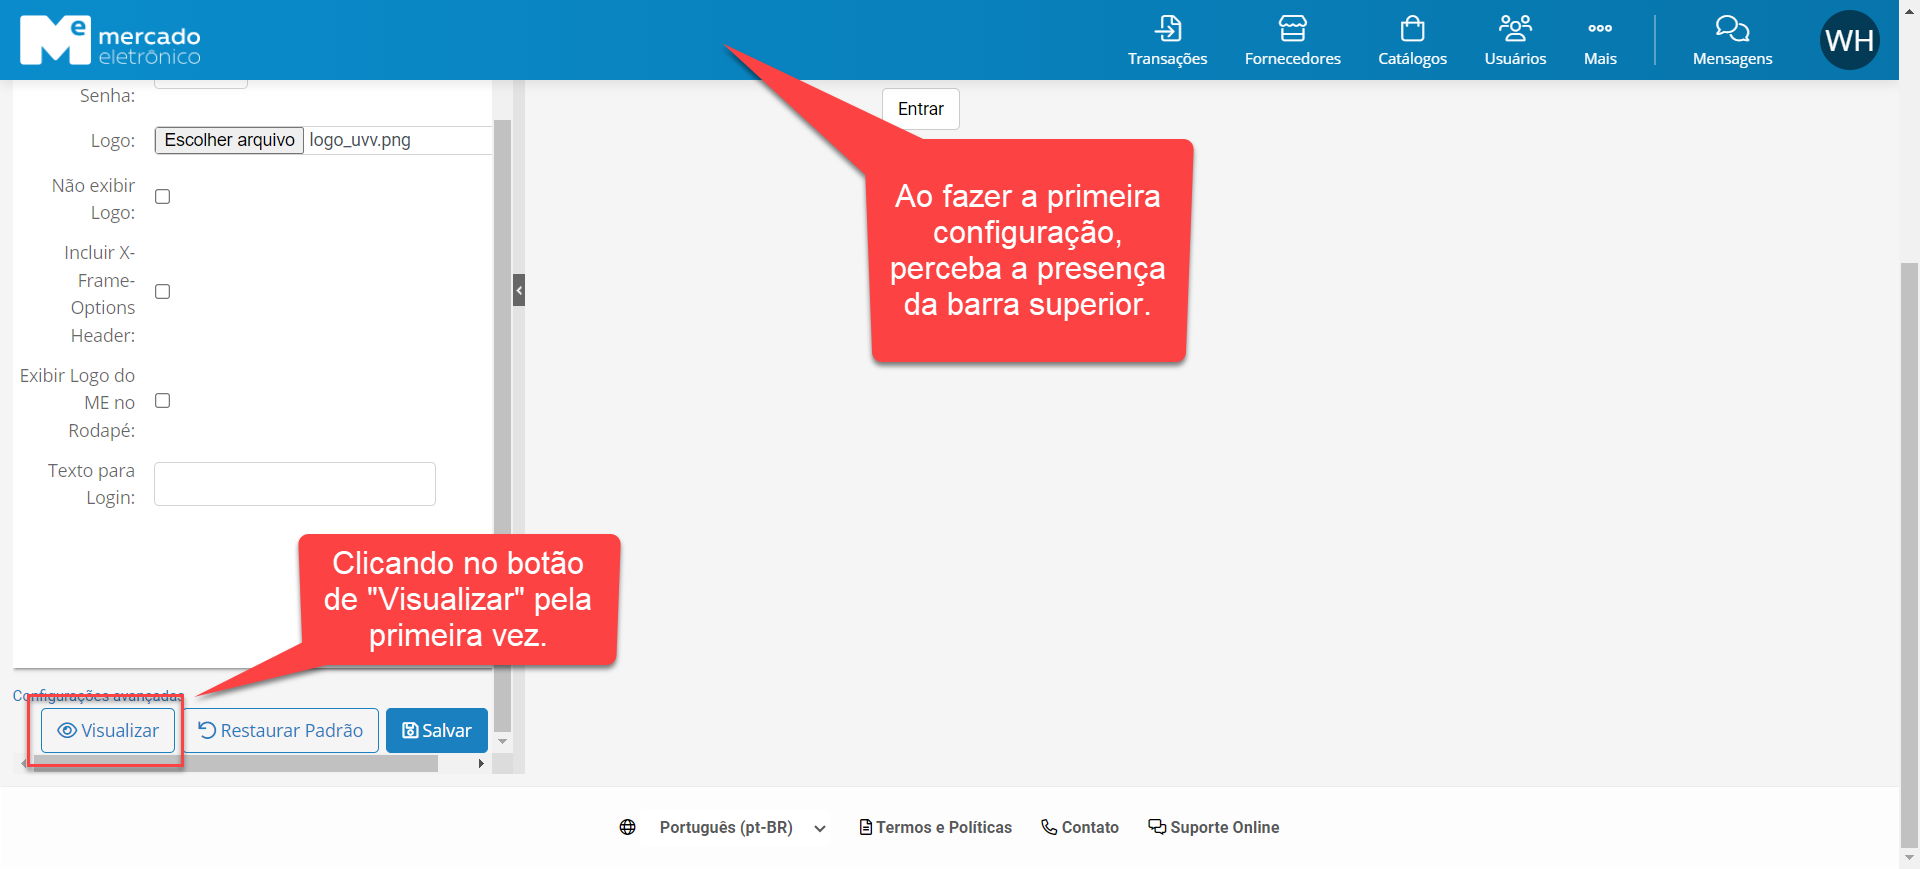 Me mercado
eletrônico
Transações
Fornecedores
Catálogos
Usuários
Mais
Mensagens
WH
Senha:
Entrar
Logo:
Escolher arquivo logo_uvv.png
Não exibir
Logo:
Incluir X-
Frame-
Options
Header:
Exibir Logo do
ME no
Rodapé:
Texto para
Login:
Ao fazer a primeira
configuração,
perceba a presença
da barra superior.
Clicando no botão
de "Visualizar" pela
primeira vez.
Configurações avançadas
Visualizar
Restaurar Padrão
Salvar
Português (pt-BR)
Termos e Políticas
Contato
Suporte Online